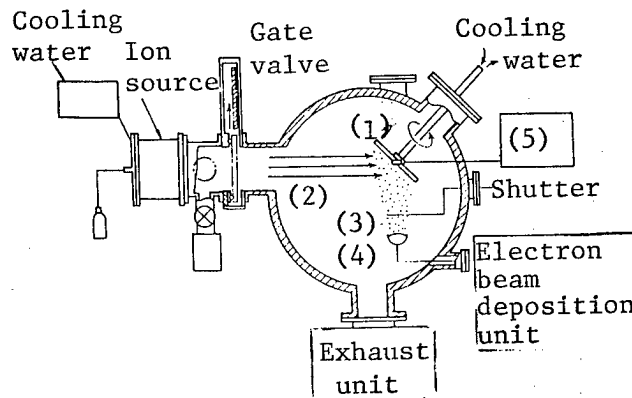 Cooling
water
Ion
source
Gate
valve
Cooling
water
(1)
(5)
(2)
Shutter
(3)
(4)
Electron
beam
deposition
unit
Exhaust
unit